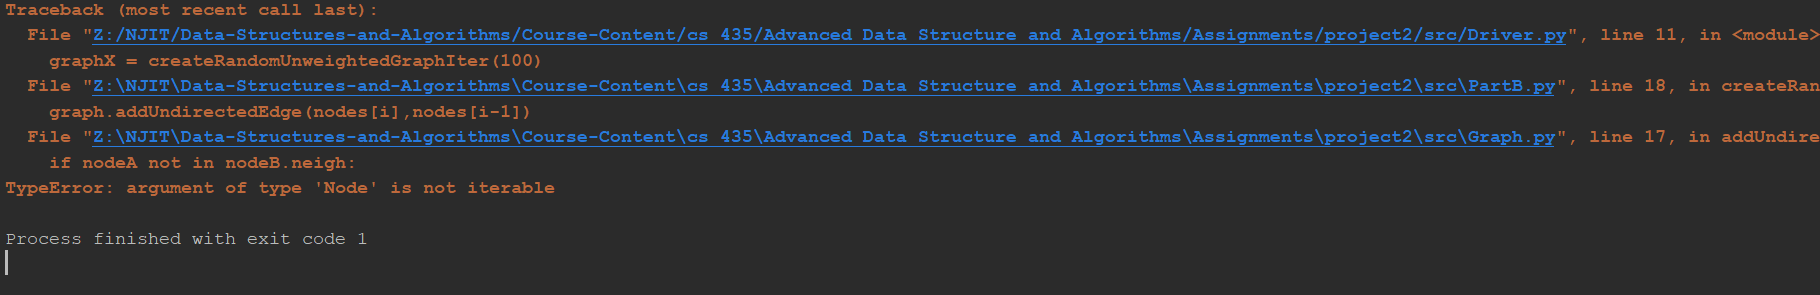 Traceback (most recent call last):
File "Z:/NJIT/Data-Structures-and-Algorithms/Course-Content/cs 435/Advanced Data Structure and Algorithms/Assignments/project2/src/Driver.py", line 11, in <module>
graphX = createRandomUnweightedGraphIter(100)
File "Z:\NJIT\Data-Structures-and-Algorithms\Course-Content\cs 435\Advanced Data Structure and Algorithms\Assignments\project2\src\PartB.py", line 18, in createRan
graph.addUndirectedEdge(nodes[i],nodes[i-1])
File "Z:\NJIT\Data-Structures-and-Algorithms\Course-Content\cs 435\Advanced Data Structure and Algorithms\Assignments\project2\src\Graph.py", line 17, in addUndire
if nodeA not in nodeB.neigh:
TypeError: argument of type 'Node' is not iterable
Process finished with exit code 1